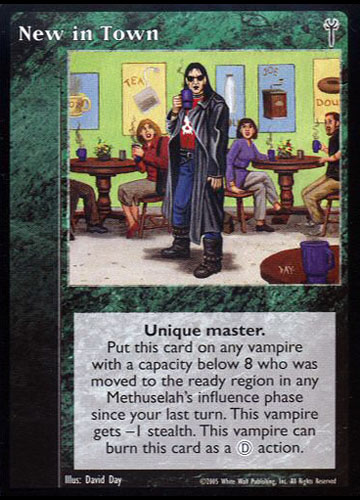 New in Town
TEA
JOE
DOU
DAY.
Unique master.
Put this card on any vampire
with a capacity below 8 who was
moved to the ready region in any
Methuselah's influence phase
since your last turn. This vampire
gets –1 stealth. This vampire can
burn this card as a Ⓓ action.
Illus: David Day
©2005 White Wolf Publishing, Inc. All Rights Reserved